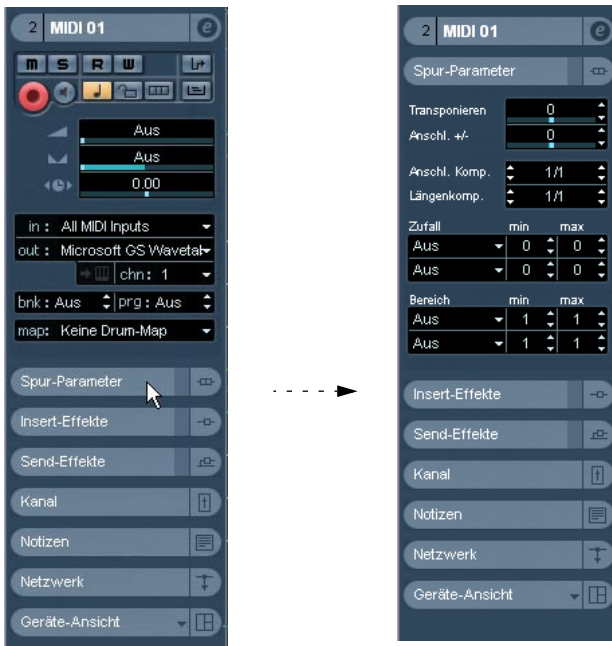 2 MIDI 01 e
m S R W
Aus
Aus
0.00
in : All MIDI Inputs
out : Microsoft GS Wavetal
chn : 1
bnk : Aus prg : Aus
map: Keine Drum-Map
Spur-Parameter
Insert-Effekte
Send-Effekte
Kanal
Notizen
Netzwerk
Geräte-Ansicht
2 MIDI 01 e
Spur-Parameter
Transponieren 0
Anschl. +/- 0
Anschl. Komp. 1/1
Längenkomp. 1/1
Zufall min max
Aus 0 0
Aus 0 0
Bereich min max
Aus 1 1
Aus 1 1
Insert-Effekte
Send-Effekte
Kanal
Notizen
Netzwerk
Geräte-Ansicht